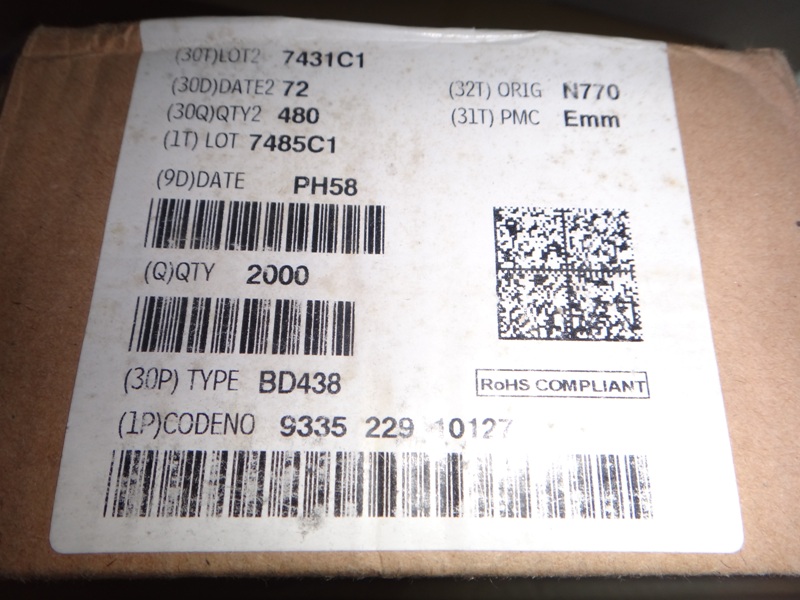 (30T)LOT2 7431C1
(30D)DATE2 72 (32T) ORIG N770
(30Q)QTY2 480 (31T) PMC Emm
(1T) LOT 7485C1
(9D)DATE PH58
(Q)QTY 2000
(30P) TYPE BD438
RoHS COMPLIANT
(1P)CODENO 9335 229 10127